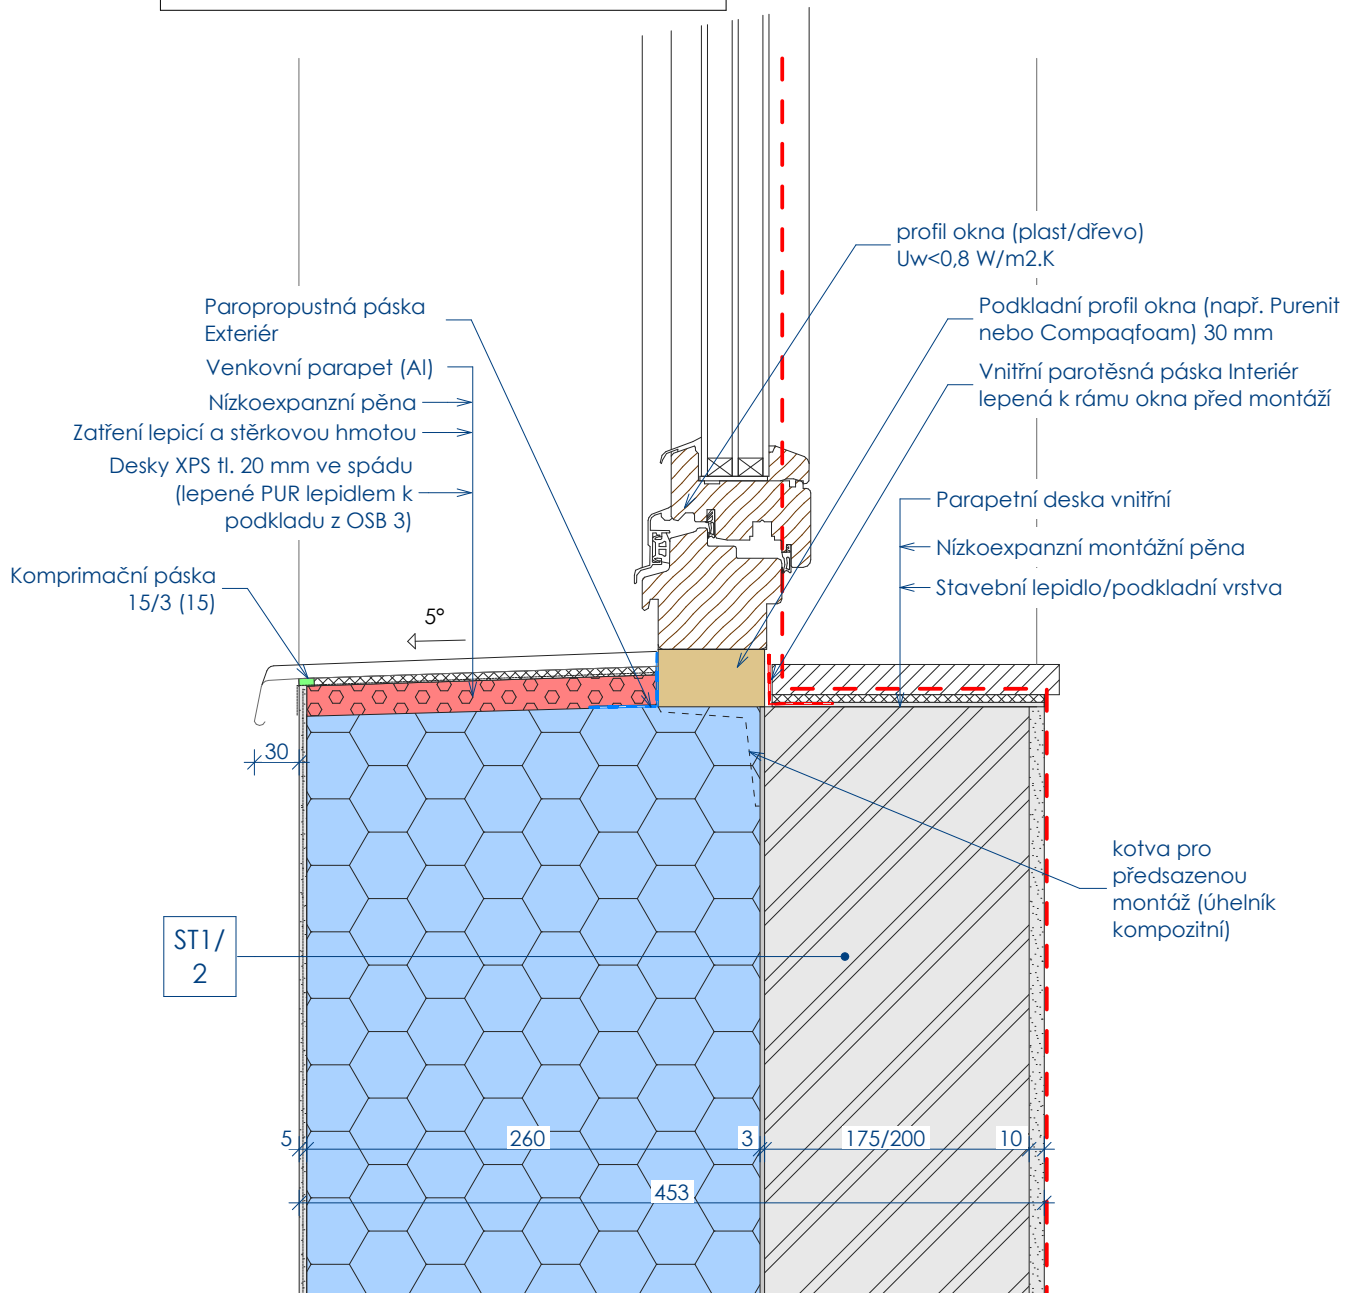 profil okna (plast/dřevo)
Uw<0,8 W/m2.K
Paropropustná páska
Exteriér
Podkladní profil okna (např. Purenit
nebo Compaqfoam) 30 mm
Venkovní parapet (Al)
Vnitřní parotěsná páska Interiér
lepená k rámu okna před montáží
Nízkoexpanzní pěna
Zatření lepicí a stěrkovou hmotou
Desky XPS tl. 20 mm ve spádu
(lepené PUR lepidlem k
podkladu z OSB 3)
Parapetní deska vnitřní
Nízkoexpanzní montážní pěna
Stavební lepidlo/podkladní vrstva
Komprimační páska
15/3 (15)
5°
30
kotva pro
předsazenou
montáž (úhelník
kompozitní)
ST1/
2
5 260 3 175/200 10
453